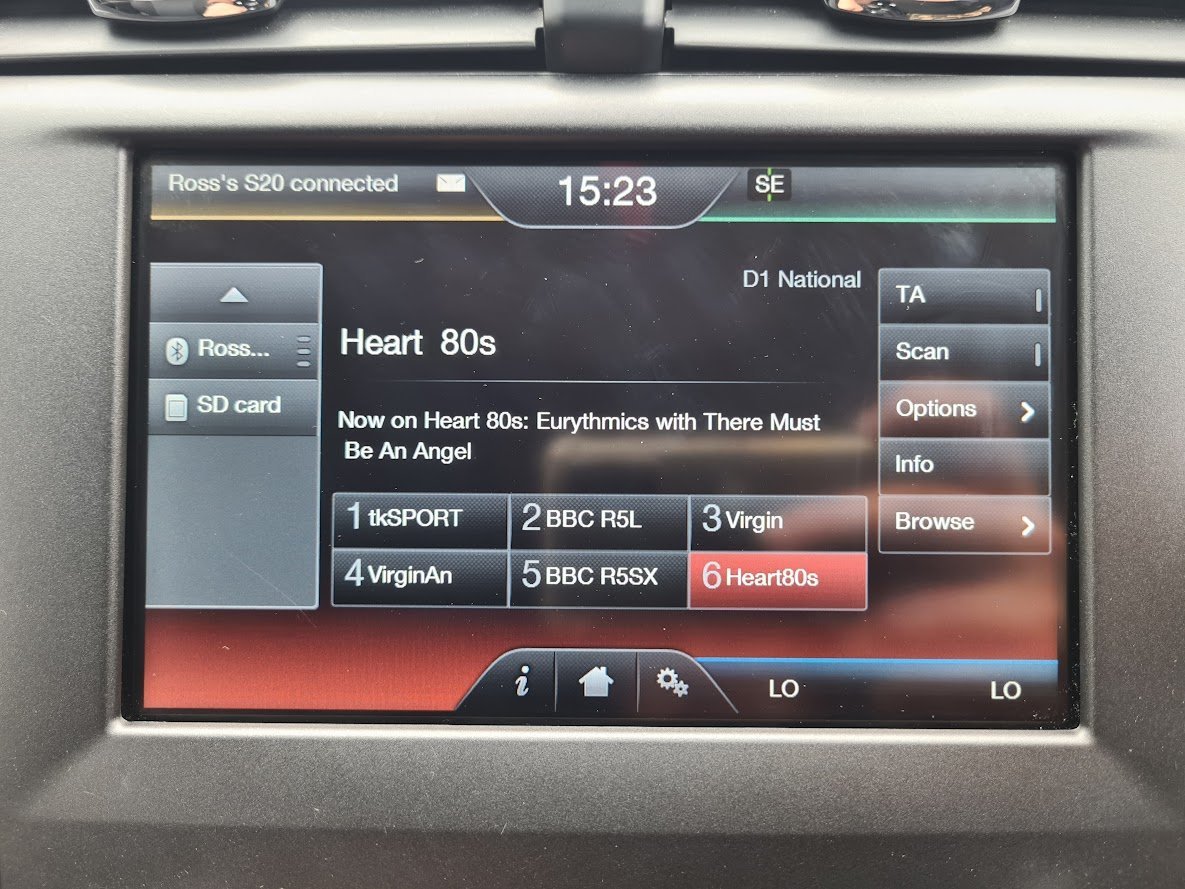 Ross's S20 connected
15:23
SE
D1 National
TA
Ross...
Heart 80s
Scan
SD card
Now on Heart 80s: Eurythmics with There Must
Be An Angel
Options
Info
1 tkSPORT
2 BBC R5L
3 Virgin
Browse
4 VirginAn
5 BBC R5SX
6 Heart80s
i
LO
LO